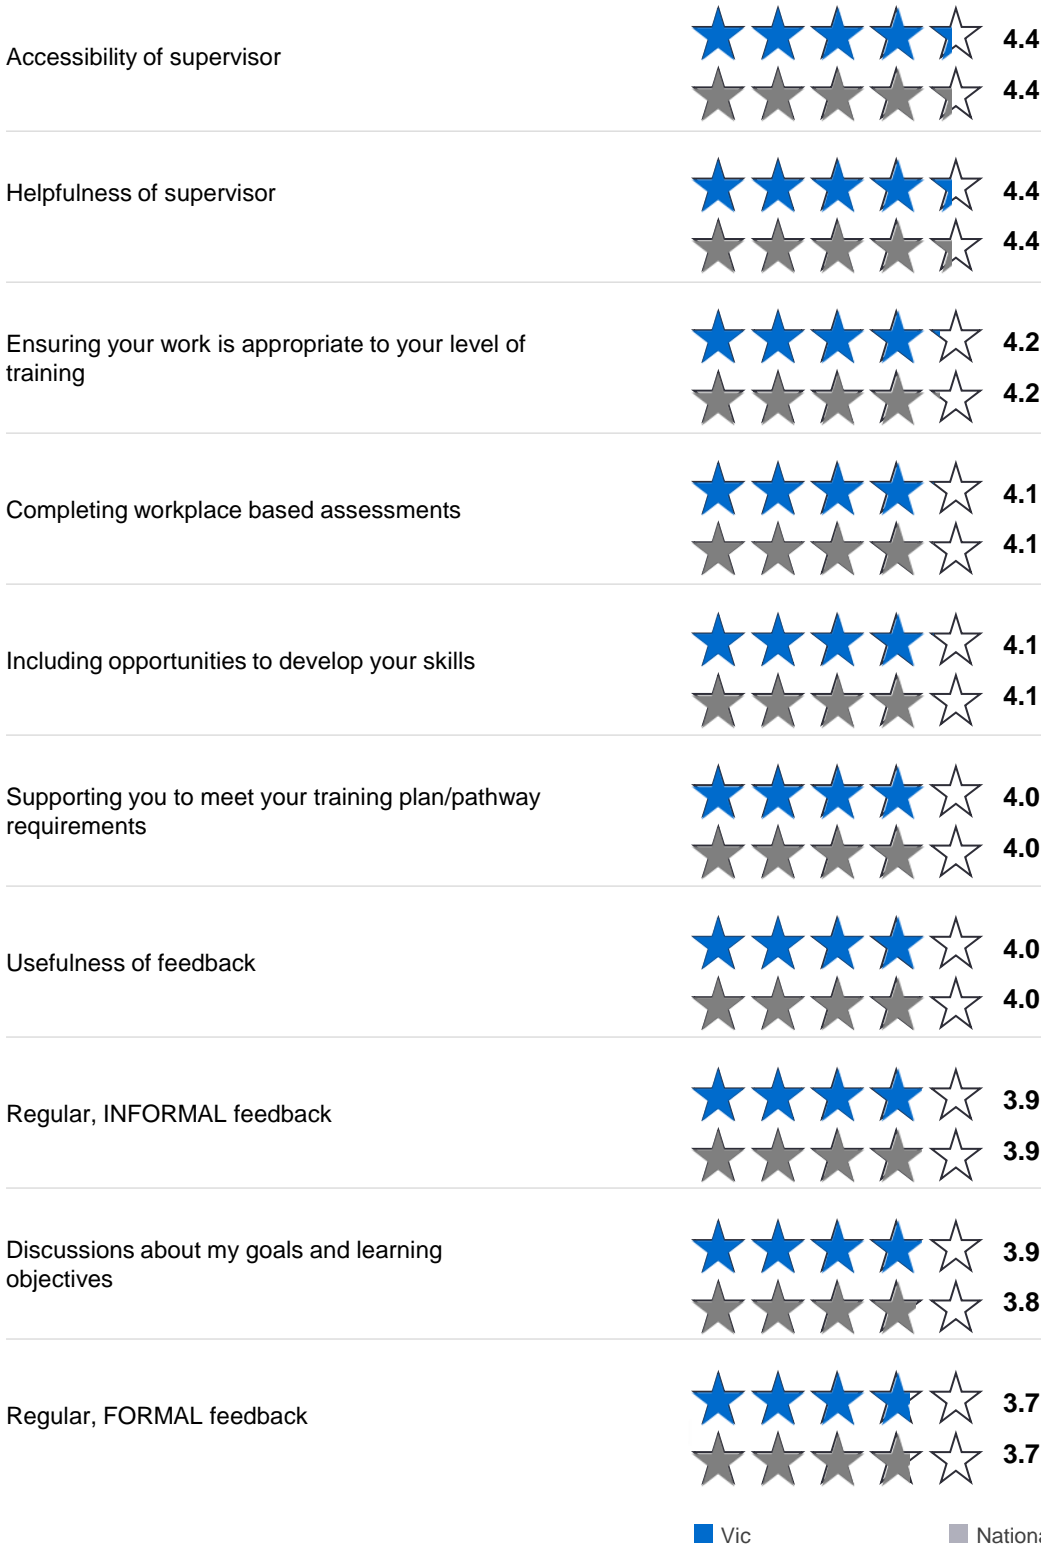 Accessibility of supervisor
4.4
4.4
Helpfulness of supervisor
4.4
4.4
Ensuring your work is appropriate to your level of
training
4.2
4.2
Completing workplace based assessments
4.1
4.1
Including opportunities to develop your skills
4.1
4.1
Supporting you to meet your training plan/pathway
requirements
4.0
4.0
Usefulness of feedback
4.0
4.0
Regular, INFORMAL feedback
3.9
3.9
Discussions about my goals and learning
objectives
3.9
3.8
Regular, FORMAL feedback
3.7
3.7
Vic